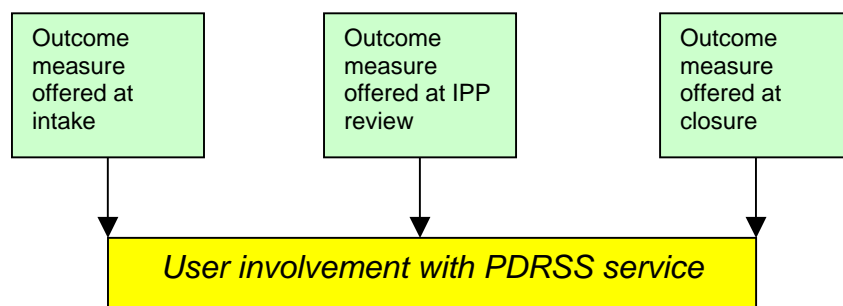 Outcome
measure
offered at
intake
Outcome
measure
offered at IPP
review
Outcome
measure
offered at
closure
User involvement with PDRSS service